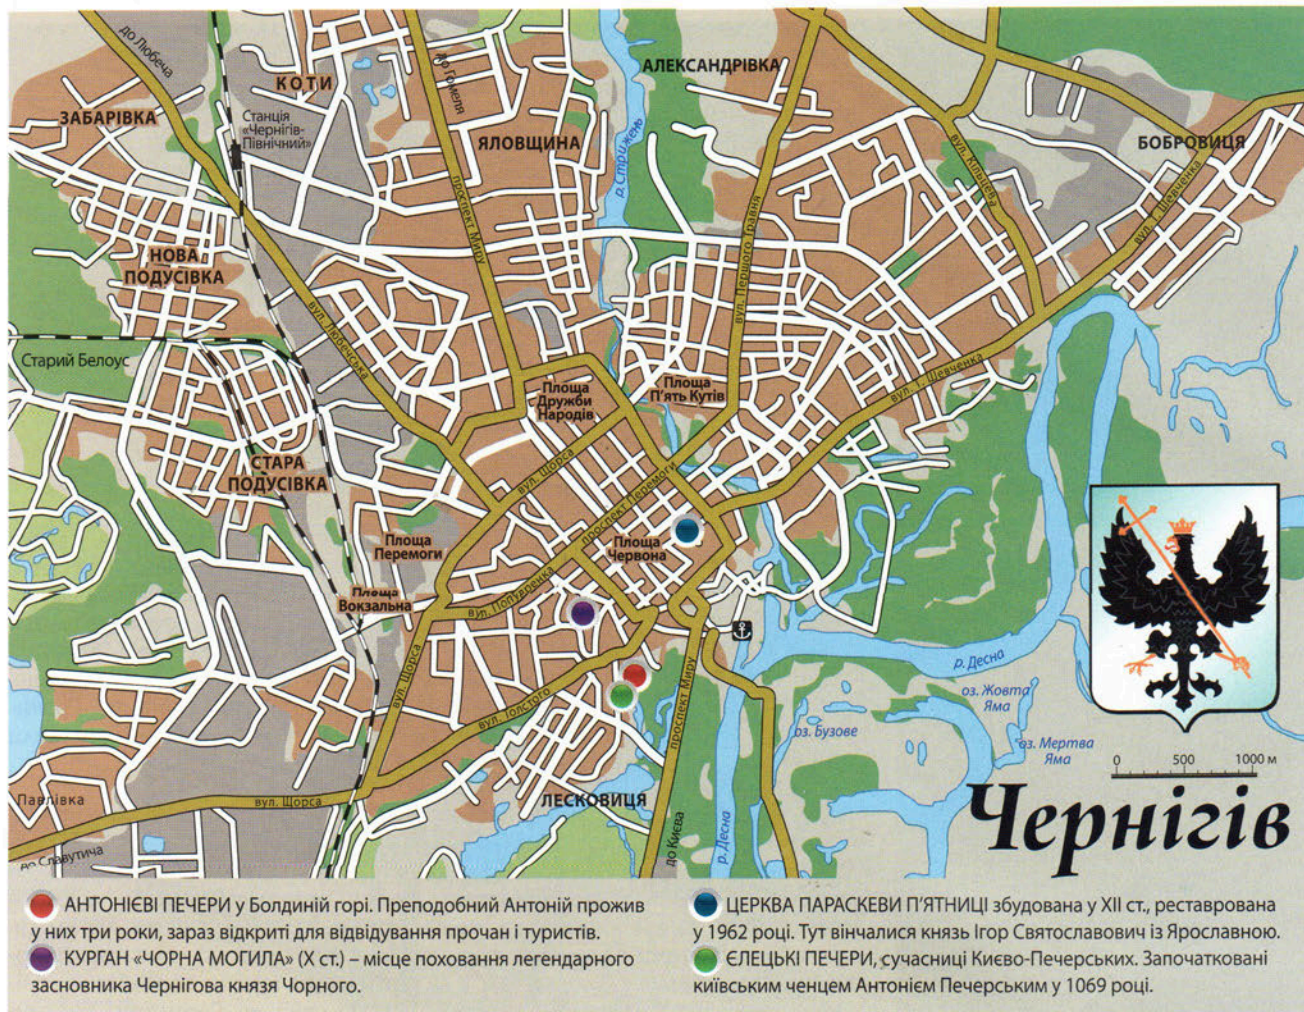 до Любеча
КОТИ
до Гомеля
АЛЕКСАНДРІВКА
ЗАБАРІВКА
Станція
«Чернігів-
Північний»
ЯЛОВЩИНА
р. Стрижень
вул. Кільцева
БОБРОВИЦЯ
проспект Миру
вул. Першого Травня
вул. Т. Шевченка
НОВА
ПОДУСІВКА
вул. Любечська
Старий Белоус
Площа
Дружби
Народів
Площа
П'ять Кутів
вул. Т. Шевченка
СТАРА
ПОДУСІВКА
вул. Щорса
проспект Перемоги
Площа
Перемоги
Площа
Червона
Площа
Вокзальна
вул. Попудренка
вул. Щорса
вул. Толстого
проспект Миру
р. Десна
оз. Жовта
Яма
оз. Бузове
оз. Мертва
Яма
0 500 1000 м
Павлівка
вул. Щорса
ЛЕСКОВИЦЯ
до Славутича
до Києва
р. Десна
Чернігів
АНТОНІЄВІ ПЕЧЕРИ у Болдиній горі. Преподобний Антоній прожив
у них три роки, зараз відкриті для відвідування прочан і туристів.
КУРГАН «ЧОРНА МОГИЛА» (X ст.) – місце поховання легендарного
засновника Чернігова князя Чорного.
ЦЕРКВА ПАРАСКЕВИ П'ЯТНИЦІ збудована у XII ст., реставрована
у 1962 році. Тут вінчалися князь Ігор Святославович із Ярославною.
ЄЛЕЦЬКІ ПЕЧЕРИ, сучасниці Києво-Печерських. Започатковані
київським ченцем Антонієм Печерським у 1069 році.